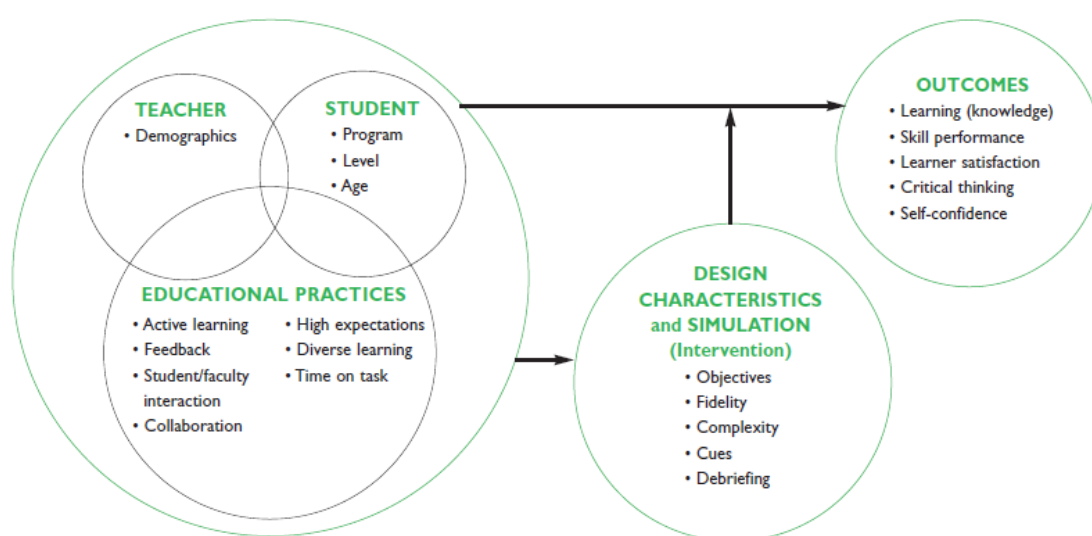 TEACHER
• Demographics
STUDENT
• Program
• Level
• Age
EDUCATIONAL PRACTICES
• Active learning
• Feedback
• Student/faculty
interaction
• Collaboration
• High expectations
• Diverse learning
• Time on task
DESIGN
CHARACTERISTICS
and SIMULATION
(Intervention)
• Objectives
• Fidelity
• Complexity
• Cues
• Debriefing
OUTCOMES
• Learning (knowledge)
• Skill performance
• Learner satisfaction
• Critical thinking
• Self-confidence